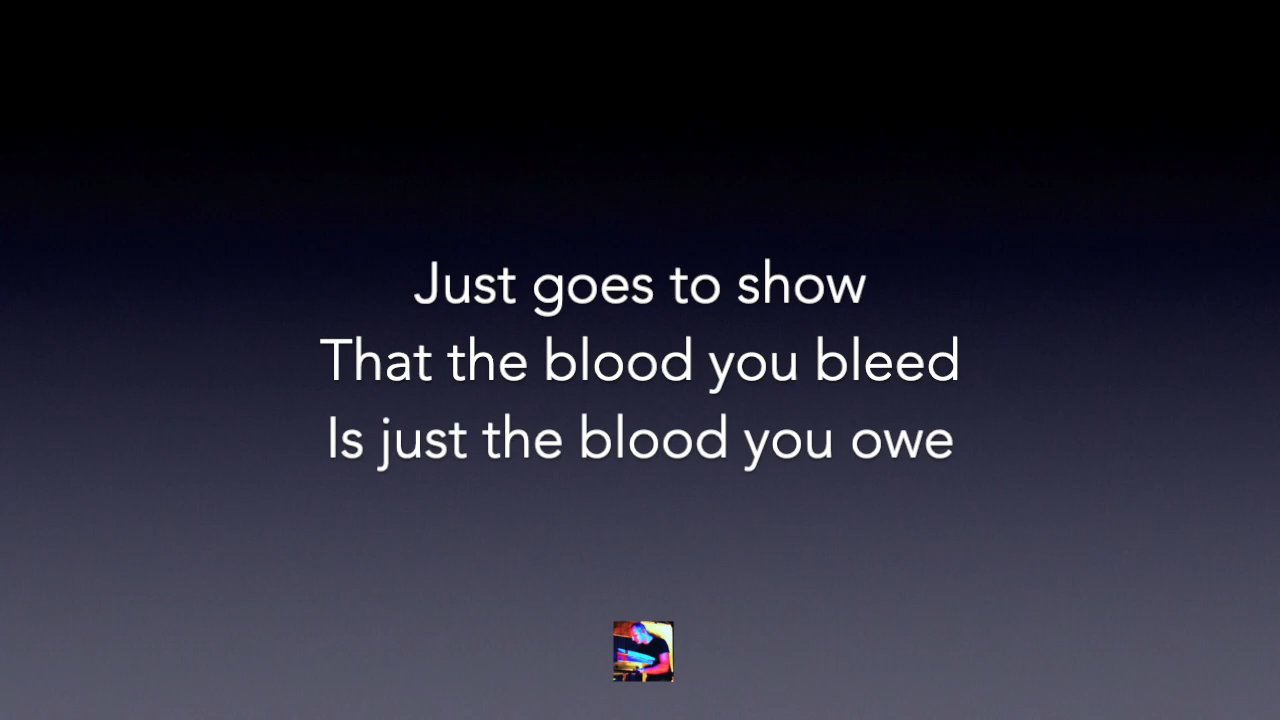 Just goes to show
That the blood you bleed
Is just the blood you owe